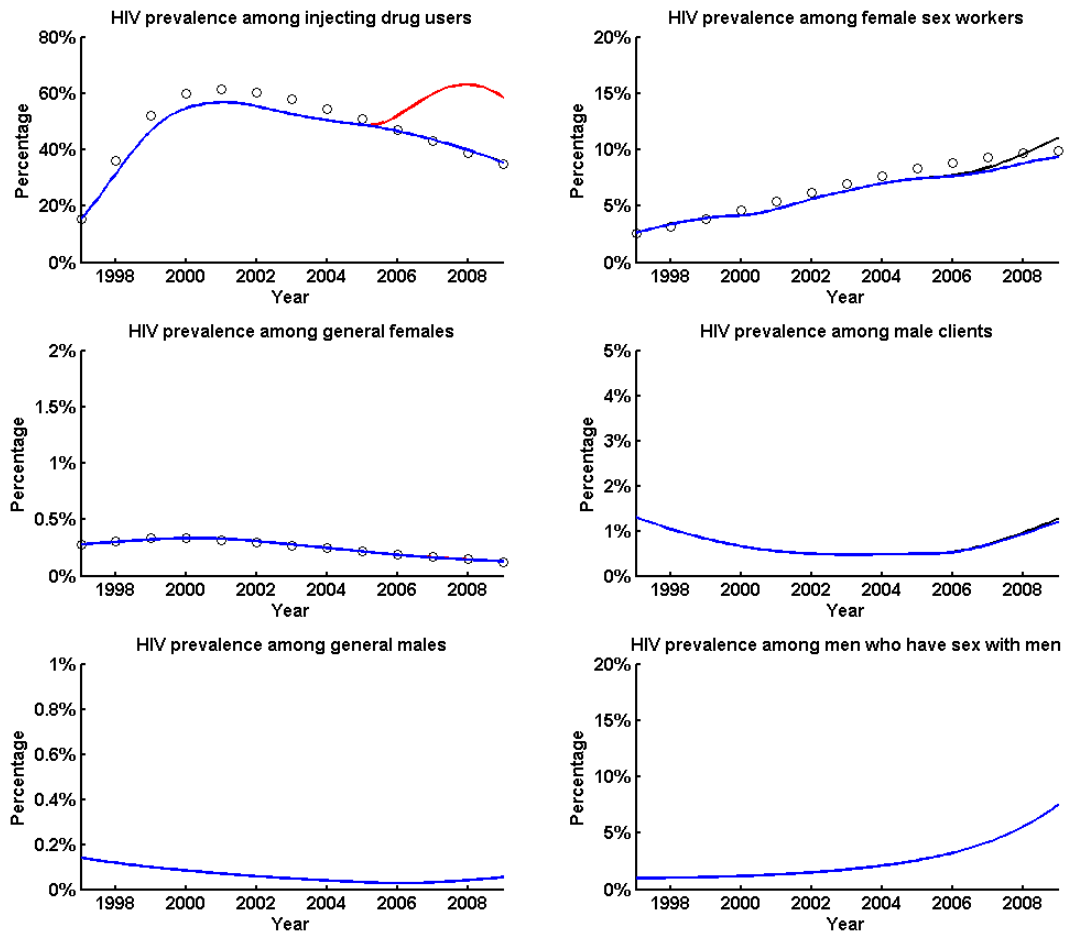 HIV prevalence among injecting drug users
80%
60%
40%
20%
0%
Percentage
1998 2000 2002 2004 2006 2008
Year
HIV prevalence among female sex workers
20%
15%
10%
5%
0%
Percentage
1998 2000 2002 2004 2006 2008
Year
HIV prevalence among general females
2%
1.5%
1%
0.5%
0%
Percentage
1998 2000 2002 2004 2006 2008
Year
HIV prevalence among male clients
5%
4%
3%
2%
1%
0%
Percentage
1998 2000 2002 2004 2006 2008
Year
HIV prevalence among general males
1%
0.8%
0.6%
0.4%
0.2%
0%
Percentage
1998 2000 2002 2004 2006 2008
Year
HIV prevalence among men who have sex with men
20%
15%
10%
5%
0%
Percentage
1998 2000 2002 2004 2006 2008
Year